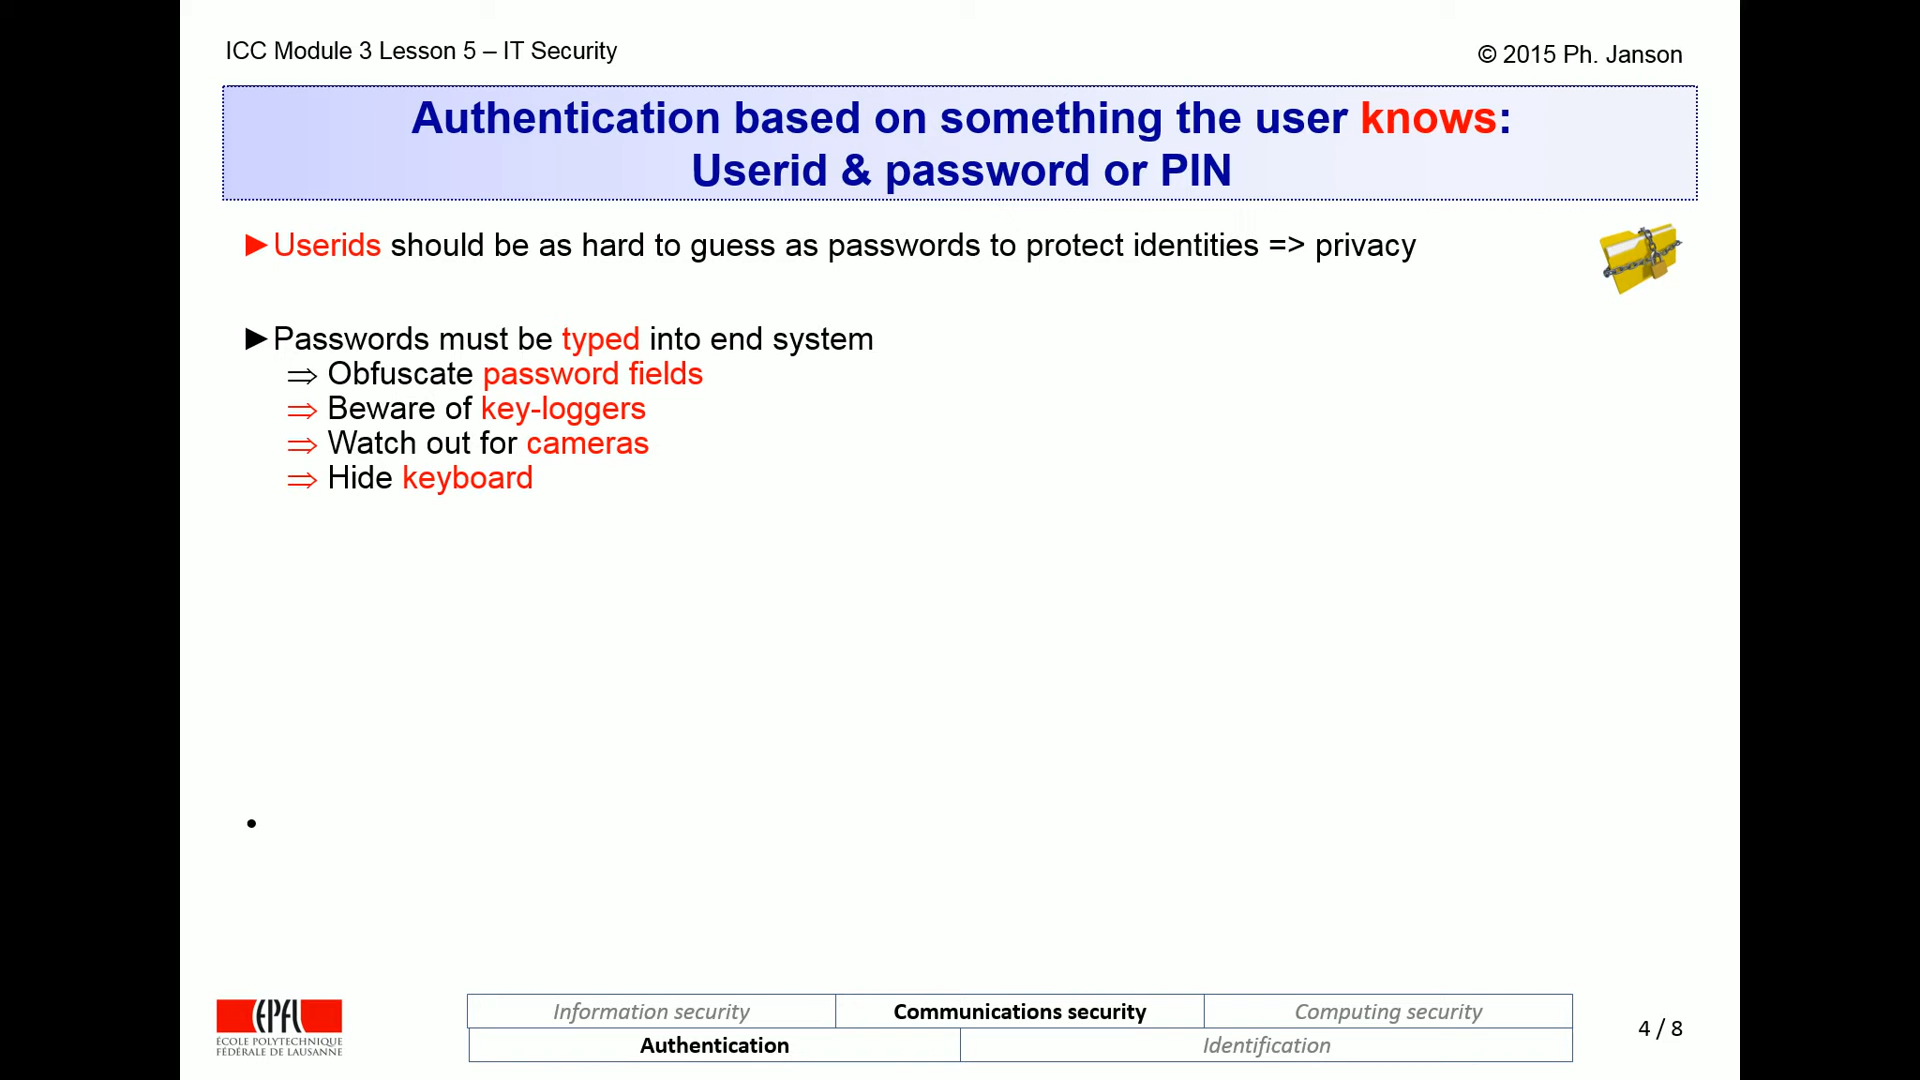 ICC Module 3 Lesson 5 – IT Security
© 2015 Ph. Janson
Authentication based on something the user knows:
Userid & password or PIN
►Userids should be as hard to guess as passwords to protect identities => privacy
►Passwords must be typed into end system
⇒ Obfuscate password fields
⇒ Beware of key-loggers
⇒ Watch out for cameras
⇒ Hide keyboard
•
EPFL
ÉCOLE POLYTECHNIQUE
FÉDÉRALE DE LAUSANNE
Information security
Communications security
Computing security
Authentication
Identification
4 / 8